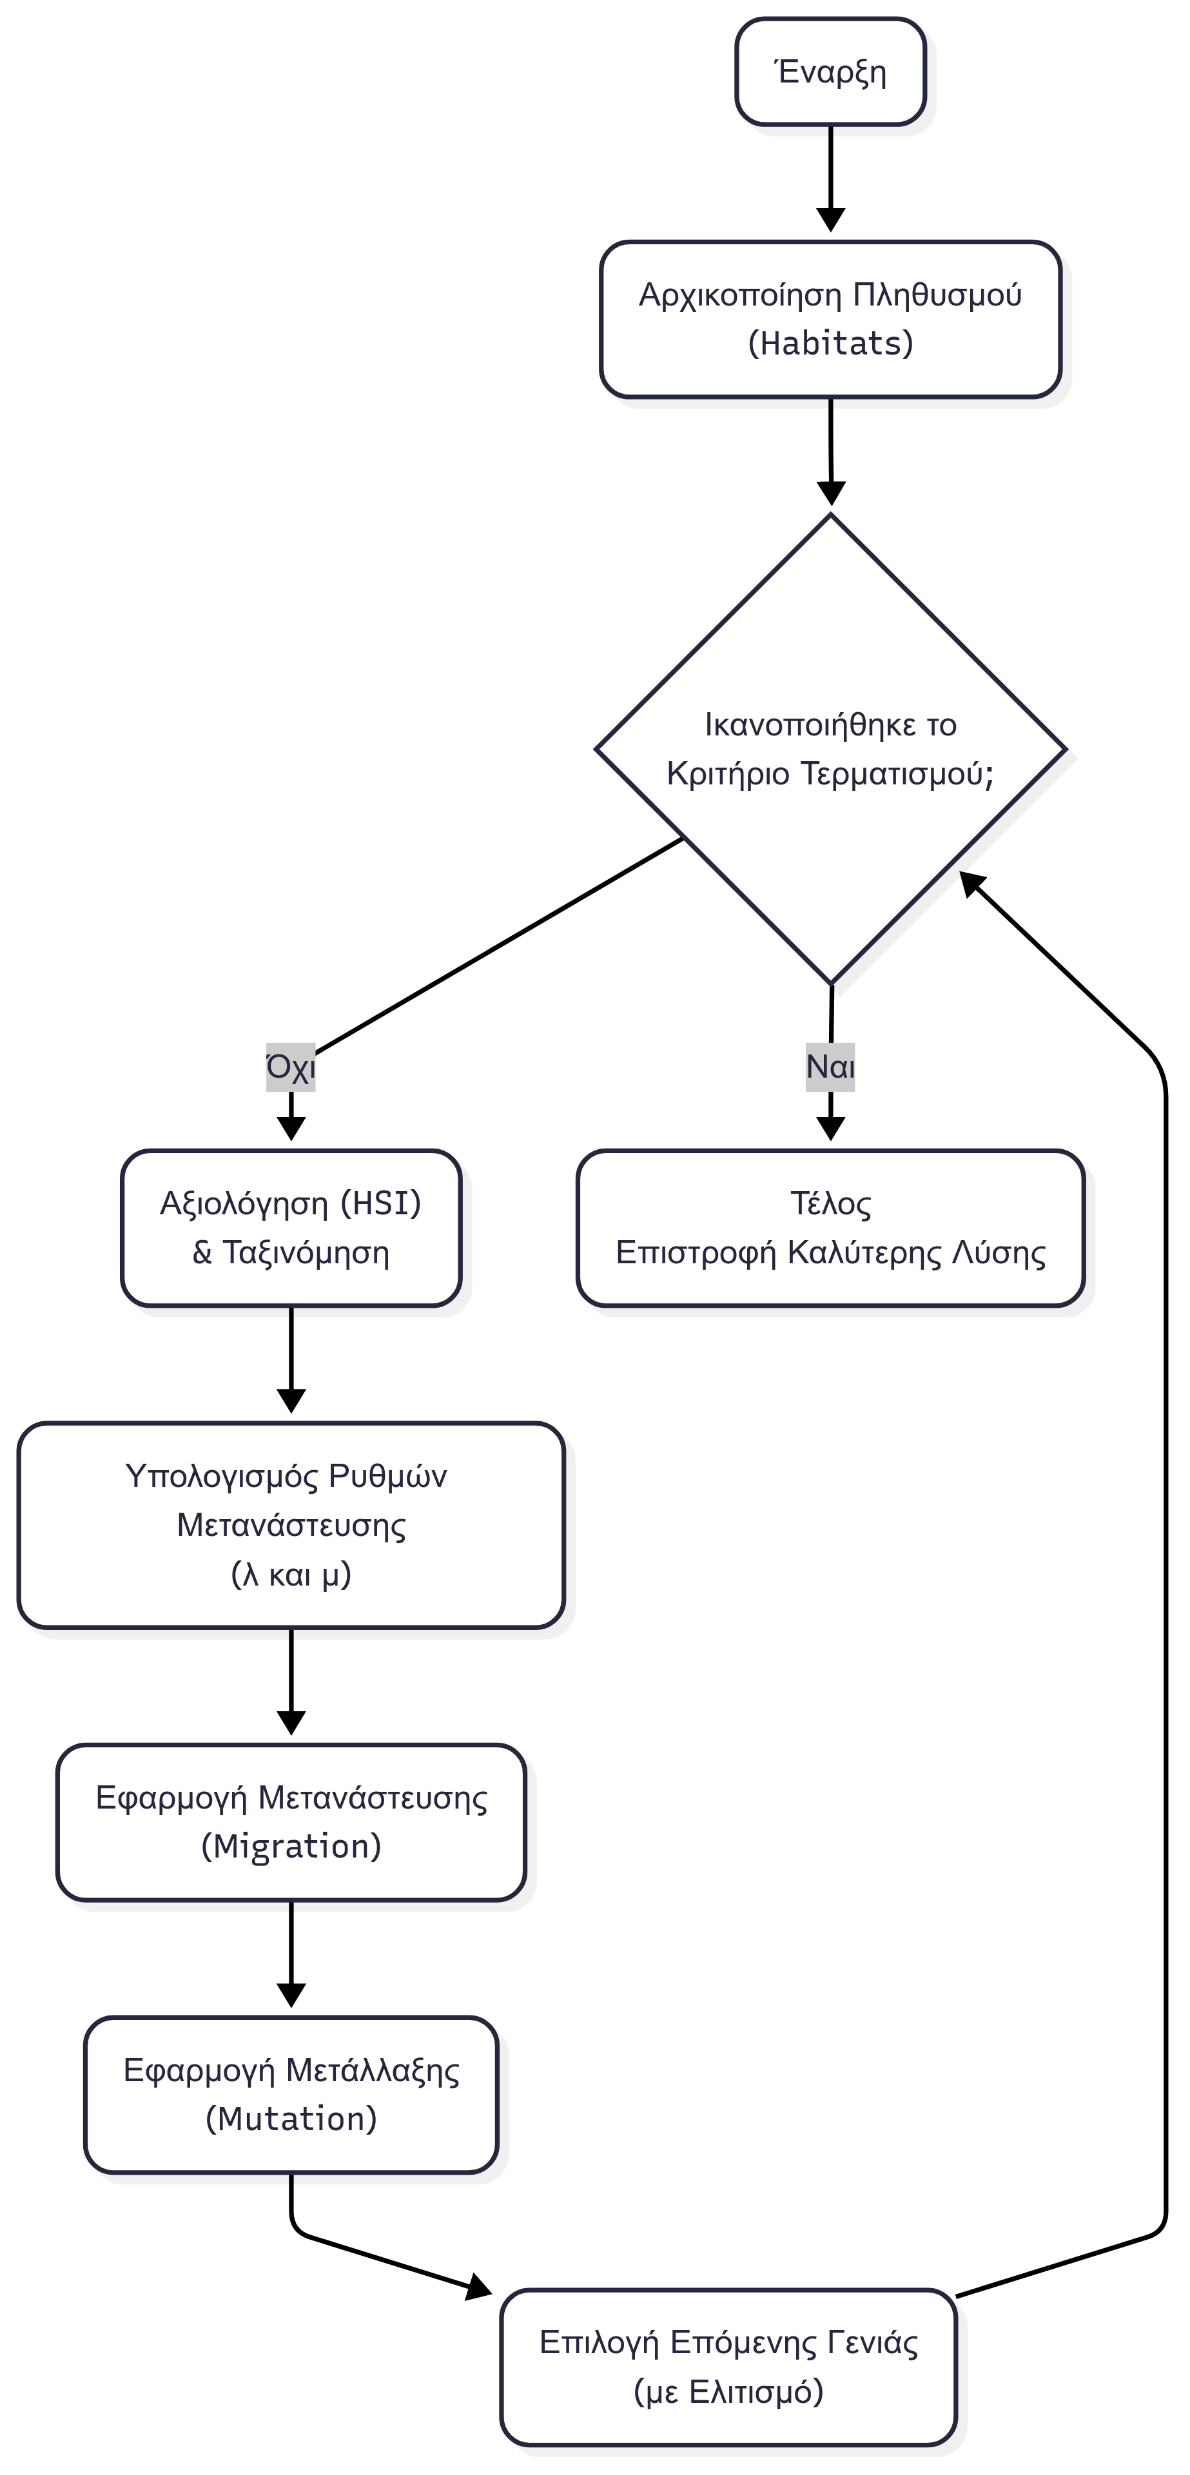 Έναρξη
Αρχικοποίηση Πληθυσμού
(Habitats)
Ικανοποιήθηκε το
Κριτήριο Τερματισμού;
Όχι
Ναι
Αξιολόγηση (HSI)
& Ταξινόμηση
Τέλος
Επιστροφή Καλύτερης Λύσης
Υπολογισμός Ρυθμών
Μετανάστευσης
(λ και μ)
Εφαρμογή Μετανάστευσης
(Migration)
Εφαρμογή Μετάλλαξης
(Mutation)
Επιλογή Επόμενης Γενιάς
(με Ελιτισμό)